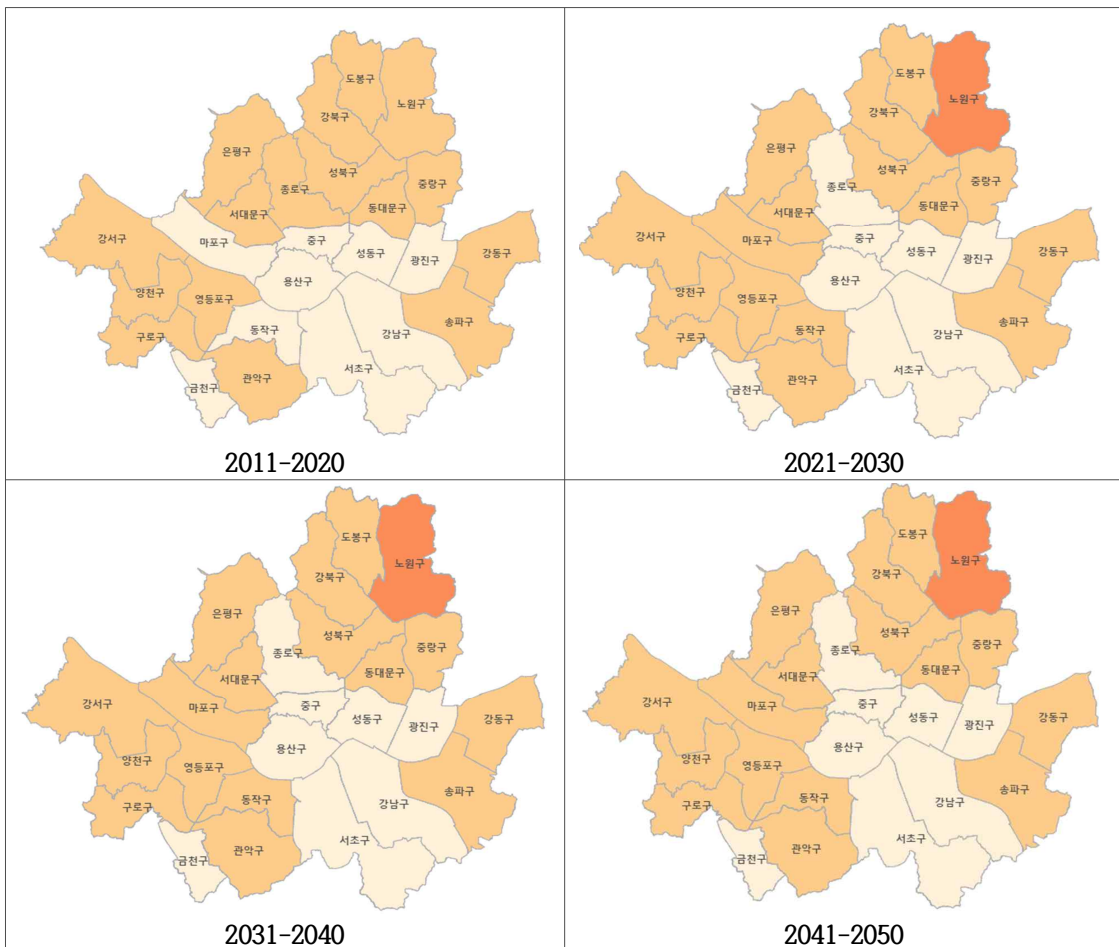 도봉구
노원구
강북구
은평구
성북구
중랑구
종로구
동대문구
서대문구
강서구
마포구
중구
성동구
광진구
강동구
용산구
양천구
영등포구
송파구
동작구
구로구
강남구
서초구
관악구
금천구
2011-2020
도봉구
노원구
강북구
은평구
성북구
중랑구
종로구
동대문구
서대문구
강서구
마포구
중구
성동구
광진구
강동구
용산구
양천구
영등포구
송파구
동작구
구로구
강남구
서초구
관악구
금천구
2021-2030
도봉구
노원구
강북구
은평구
성북구
중랑구
종로구
동대문구
서대문구
강서구
마포구
중구
성동구
광진구
강동구
용산구
양천구
영등포구
송파구
동작구
구로구
강남구
서초구
관악구
금천구
2031-2040
도봉구
노원구
강북구
은평구
성북구
중랑구
종로구
동대문구
서대문구
강서구
마포구
중구
성동구
광진구
강동구
용산구
양천구
영등포구
송파구
동작구
구로구
강남구
서초구
관악구
금천구
2041-2050